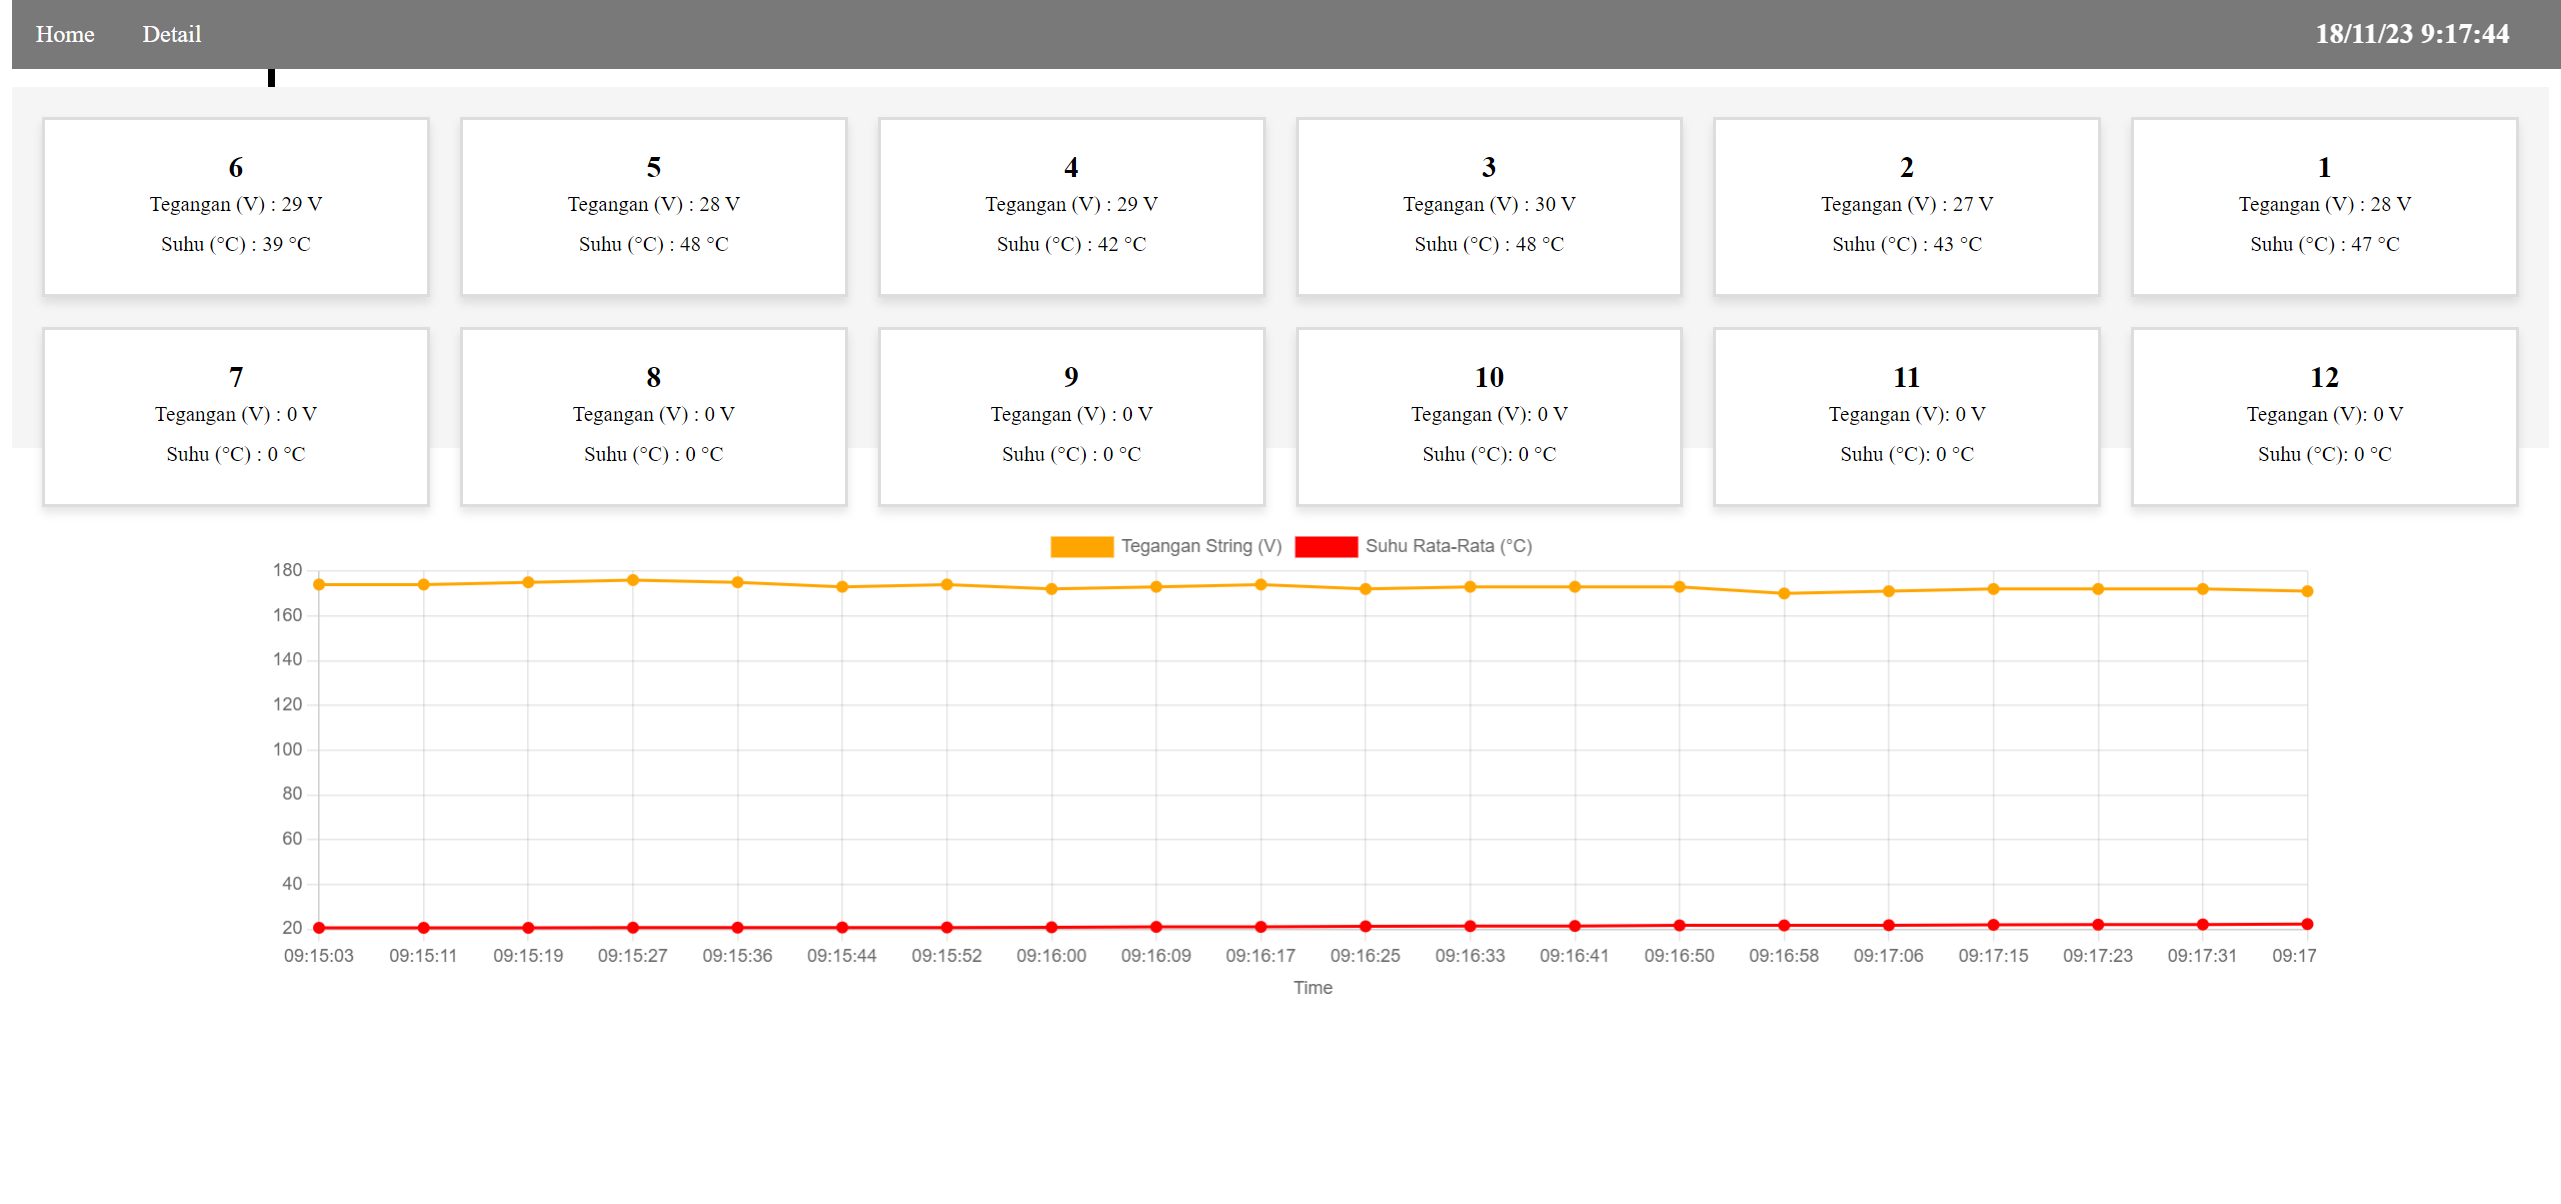 Home Detail 18/11/23 9:17:44
6 5 4 3 2 1
Tegangan (V) : 29 V Tegangan (V) : 28 V Tegangan (V) : 29 V Tegangan (V) : 30 V Tegangan (V) : 27 V Tegangan (V) : 28 V
Suhu (°C) : 39 °C Suhu (°C) : 48 °C Suhu (°C) : 42 °C Suhu (°C) : 48 °C Suhu (°C) : 43 °C Suhu (°C) : 47 °C
7 8 9 10 11 12
Tegangan (V) : 0 V Tegangan (V) : 0 V Tegangan (V) : 0 V Tegangan (V): 0 V Tegangan (V): 0 V Tegangan (V): 0 V
Suhu (°C) : 0 °C Suhu (°C) : 0 °C Suhu (°C) : 0 °C Suhu (°C): 0 °C Suhu (°C): 0 °C Suhu (°C): 0 °C
Tegangan String (V) Suhu Rata-Rata (°C)
180
160
140
120
100
80
60
40
20
09:15:03 09:15:11 09:15:19 09:15:27 09:15:36 09:15:44 09:15:52 09:16:00 09:16:09 09:16:17 09:16:25 09:16:33 09:16:41 09:16:50 09:16:58 09:17:06 09:17:15 09:17:23 09:17:31 09:17
Time